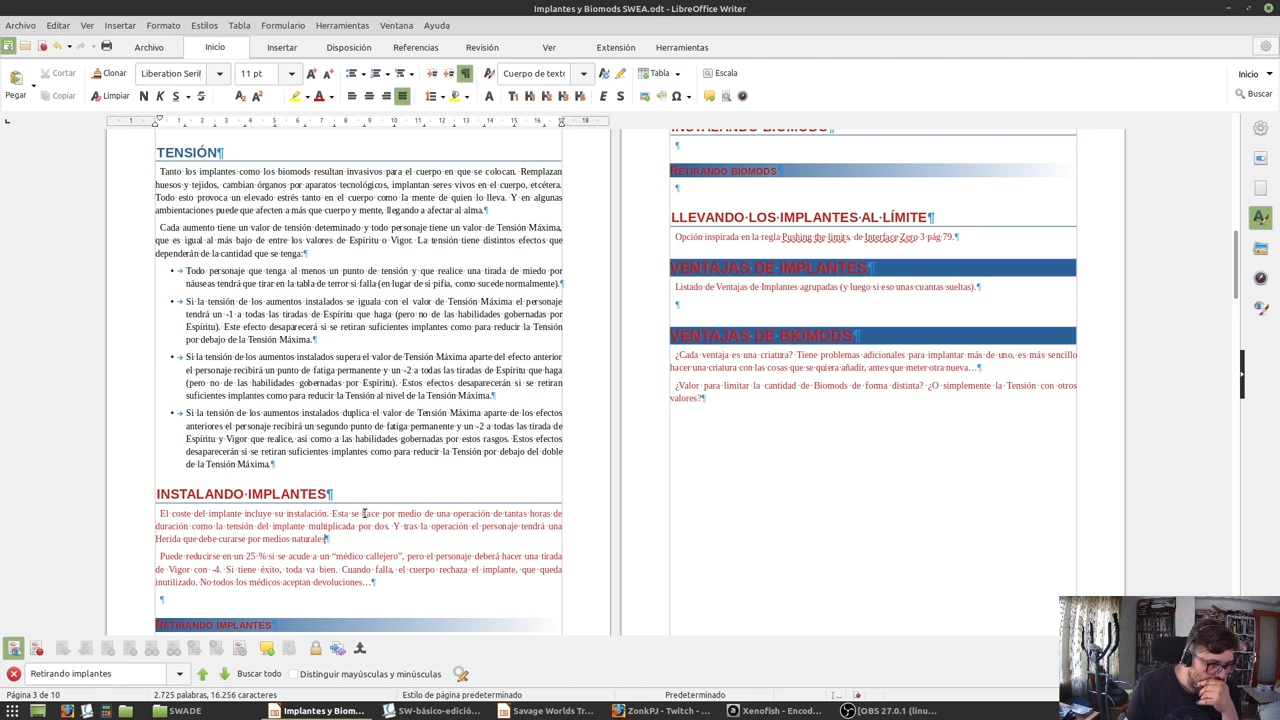 Implantes y Biomods SWEA.odt - LibreOffice Writer
Archivo Editar Ver Insertar Formato Estilos Tabla Formulario Herramientas Ventana Ayuda
Archivo Inicio Insertar Disposición Referencias Revisión Ver Extensión Herramientas
Cortar Clonar Liberation Serif 11 pt Cuerpo de texto Tabla Escala Inicio
Pegar Copiar Limpiar Buscar
TENSIÓN¶
Tanto los implantes como los biomods resultan invasivos para el cuerpo en que se colocan. Remplazan
huesos y tejidos, cambian órganos por aparatos tecnológicos, implantan seres vivos en el cuerpo, etcétera.
Todo esto provoca un elevado estrés tanto en el cuerpo como la mente de quien lo lleva. Y en algunas
ambientaciones puede que afecten a más que cuerpo y mente, llegando a afectar al alma.¶
Cada aumento tiene un valor de tensión determinado y todo personaje tiene un valor de Tensión Máxima,
que es igual al más bajo de entre los valores de Espíritu o Vigor. La tensión tiene distintos efectos que
dependerán de la cantidad que se tenga:¶
• Todo personaje que tenga al menos un punto de tensión y que realice una tirada de miedo por
náuseas tendrá que tirar en la tabla de terror si falla (en lugar de si pifia, como sucede normalmente).¶
• Si la tensión de los aumentos instalados se iguala con el valor de Tensión Máxima el personaje
tendrá un -1 a todas las tiradas de Espíritu que haga (pero no de las habilidades gobernadas por
Espíritu). Este efecto desaparecerá si se retiran suficientes implantes como para reducir la Tensión
por debajo de la Tensión Máxima.¶
• Si la tensión de los aumentos instalados supera el valor de Tensión Máxima aparte del efecto anterior
el personaje recibirá un punto de fatiga permanente y un -2 a todas las tiradas de Espíritu que haga
(pero no de las habilidades gobernadas por Espíritu). Estos efectos desaparecerán si se retiran
suficientes implantes como para reducir la Tensión al nivel de la Tensión Máxima.¶
• Si la tensión de los aumentos instalados duplica el valor de Tensión Máxima aparte de los efectos
anteriores el personaje recibirá un segundo punto de fatiga permanente y un -2 a todas las tirada de
Espíritu y Vigor que realice, así como a las habilidades gobernadas por estos rasgos. Estos efectos
desaparecerán si se retiran suficientes implantes como para reducir la Tensión por debajo del doble
de la Tensión Máxima.¶
INSTALANDO IMPLANTES¶
El coste del implante incluye su instalación. Esta se hace por medio de una operación de tantas horas de
duración como la tensión del implante multiplicada por dos. Y tras la operación el personaje tendrá una
Herida que debe curarse por medios naturales¶
Puede reducirse en un 25 % si se acude a un “médico callejero”, pero el personaje deberá hacer una tirada
de Vigor con -4. Si tiene éxito, toda va bien. Cuando falla, el cuerpo rechaza el implante, que queda
inutilizado. No todos los médicos aceptan devoluciones…¶
¶
RETIRANDO IMPLANTES¶
INSTALANDO BIOMODS¶
¶
RETIRANDO BIOMODS¶
¶
LLEVANDO LOS IMPLANTES AL LÍMITE¶
Opción inspirada en la regla Pushing the limits, de Interface Zero 3 pág 79.¶
VENTAJAS DE IMPLANTES¶
Listado de Ventajas de Implantes agrupadas (y luego si eso unas cuantas sueltas).¶
¶
VENTAJAS DE BIOMODS¶
¿Cada ventaja es una criatura? Tiene problemas adicionales para implantar más de uno, es más sencillo
hacer una criatura con las cosas que se quiera añadir, antes que meter otra nueva…¶
¿Valor para limitar la cantidad de Biomods de forma distinta? ¿O simplemente la Tensión con otros
valores?¶
Retirando implantes Buscar todo Distinguir mayúsculas y minúsculas
Página 3 de 10 2.725 palabras, 16.256 caracteres Estilo de página predeterminado Predeterminado
SWADE Implantes y Biom... SW-básico-edició... Savage Worlds Tr... ZonkPJ - Twitch - ... Xenofish - Encod... [OBS 27.0.1 (linu...